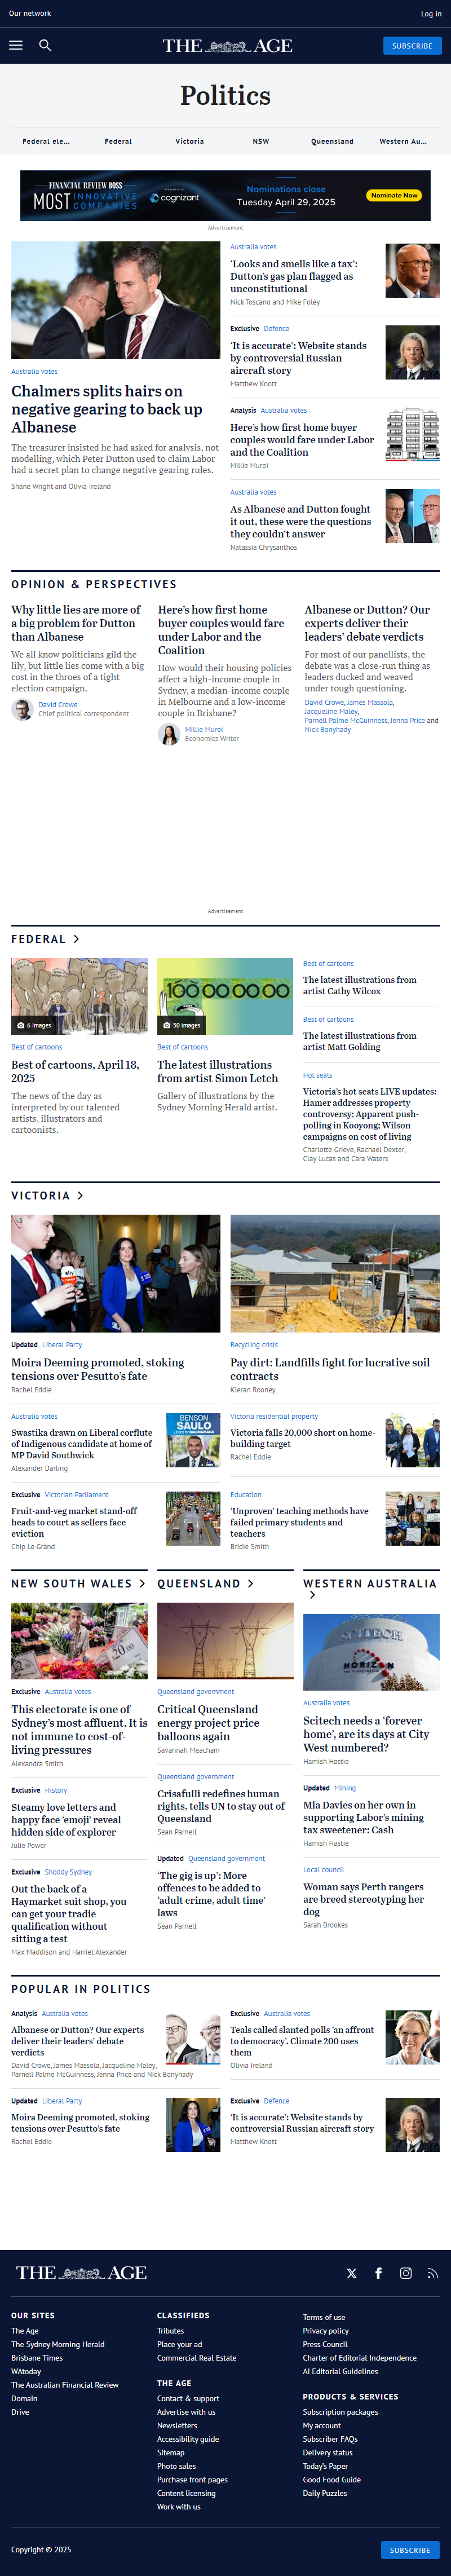 Our network
Log in
THE AGE
SUBSCRIBE
Politics
Federal ele...
Federal
Victoria
NSW
Queensland
Western Au...
FINANCIAL REVIEW BOSS
MOST INNOVATIVE
COMPANIES
PRESENTED BY
cognizant
Nominations close
Tuesday April 29, 2025
Nominate Now
Advertisement
Australia votes
Chalmers splits hairs on
negative gearing to back up
Albanese
The treasurer insisted he had asked for analysis, not
modelling, which Peter Dutton used to claim Labor
had a secret plan to change negative gearing rules.
Shane Wright and Olivia Ireland
Australia votes
'Looks and smells like a tax':
Dutton's gas plan flagged as
unconstitutional
Nick Toscano and Mike Foley
Exclusive Defence
'It is accurate': Website stands
by controversial Russian
aircraft story
Matthew Knott
Analysis Australia votes
Here's how first home buyer
couples would fare under Labor
and the Coalition
Millie Muroi
Australia votes
As Albanese and Dutton fought
it out, these were the questions
they couldn't answer
Natassia Chrysanthos
OPINION & PERSPECTIVES
Why little lies are more of
a big problem for Dutton
than Albanese
We all know politicians gild the
lily, but little lies come with a big
cost in the throes of a tight
election campaign.
David Crowe
Chief political correspondent
Here's how first home
buyer couples would fare
under Labor and the
Coalition
How would their housing policies
affect a high-income couple in
Sydney, a median-income couple
in Melbourne and a low-income
couple in Brisbane?
Millie Muroi
Economics Writer
Albanese or Dutton? Our
experts deliver their
leaders' debate verdicts
For most of our panellists, the
debate was a close-run thing as
leaders ducked and weaved
under tough questioning.
David Crowe, James Massola,
Jacqueline Maley,
Parnell Palme McGuinness, Jenna Price and
Nick Bonyhady
Advertisement
FEDERAL
6 images
Best of cartoons
Best of cartoons, April 18,
2025
The news of the day as
interpreted by our talented
artists, illustrators and
cartoonists.
30 images
Best of cartoons
The latest illustrations
from artist Simon Letch
Gallery of illustrations by the
Sydney Morning Herald artist.
Best of cartoons
The latest illustrations from
artist Cathy Wilcox
Best of cartoons
The latest illustrations from
artist Matt Golding
Hot seats
Victoria's hot seats LIVE updates:
Hamer addresses property
controversy; Apparent push-
polling in Kooyong; Wilson
campaigns on cost of living
Charlotte Grieve, Rachael Dexter,
Clay Lucas and Cara Waters
VICTORIA
Updated Liberal Party
Moira Deeming promoted, stoking
tensions over Pesutto's fate
Rachel Eddie
Recycling crisis
Pay dirt: Landfills fight for lucrative soil
contracts
Kieran Rooney
Australia votes
Swastika drawn on Liberal corflute
of Indigenous candidate at home of
MP David Southwick
Alexander Darling
BENSON
SAULO
Victoria residential property
Victoria falls 20,000 short on home-
building target
Rachel Eddie
Exclusive Victorian Parliament
Fruit-and-veg market stand-off
heads to court as sellers face
eviction
Chip Le Grand
Education
'Unproven' teaching methods have
failed primary students and
teachers
Bridie Smith
NEW SOUTH WALES
Exclusive Australia votes
This electorate is one of
Sydney's most affluent. It is
not immune to cost-of-
living pressures
Alexandra Smith
Exclusive History
Steamy love letters and
happy face 'emoji' reveal
hidden side of explorer
Julie Power
Exclusive Shoddy Sydney
Out the back of a
Haymarket suit shop, you
can get your tradie
qualification without
sitting a test
Max Maddison and Harriet Alexander
QUEENSLAND
Queensland government
Critical Queensland
energy project price
balloons again
Savannah Meacham
Queensland government
Crisafulli redefines human
rights, tells UN to stay out of
Queensland
Sean Parnell
Updated Queensland government
'The gig is up': More
offences to be added to
'adult crime, adult time'
laws
Sean Parnell
WESTERN AUSTRALIA
SCITECH
HORIZON
Australia votes
Scitech needs a 'forever
home', are its days at City
West numbered?
Hamish Hastie
Updated Mining
Mia Davies on her own in
supporting Labor's mining
tax sweetener: Cash
Hamish Hastie
Local council
Woman says Perth rangers
are breed stereotyping her
dog
Sarah Brookes
POPULAR IN POLITICS
Analysis Australia votes
Albanese or Dutton? Our experts
deliver their leaders' debate
verdicts
David Crowe, James Massola, Jacqueline Maley,
Parnell Palme McGuinness, Jenna Price and Nick Bonyhady
Exclusive Australia votes
Teals called slanted polls 'an affront
to democracy'. Climate 200 uses
them
Olivia Ireland
Updated Liberal Party
Moira Deeming promoted, stoking
tensions over Pesutto's fate
Rachel Eddie
Exclusive Defence
'It is accurate': Website stands by
controversial Russian aircraft story
Matthew Knott
THE AGE
OUR SITES
The Age
The Sydney Morning Herald
Brisbane Times
WAtoday
The Australian Financial Review
Domain
Drive
CLASSIFIEDS
Tributes
Place your ad
Commercial Real Estate
THE AGE
Contact & support
Advertise with us
Newsletters
Accessibility guide
Sitemap
Photo sales
Purchase front pages
Content licensing
Work with us
Terms of use
Privacy policy
Press Council
Charter of Editorial Independence
AI Editorial Guidelines
PRODUCTS & SERVICES
Subscription packages
My account
Subscriber FAQs
Delivery status
Today's Paper
Good Food Guide
Daily Puzzles
Copyright © 2025
SUBSCRIBE